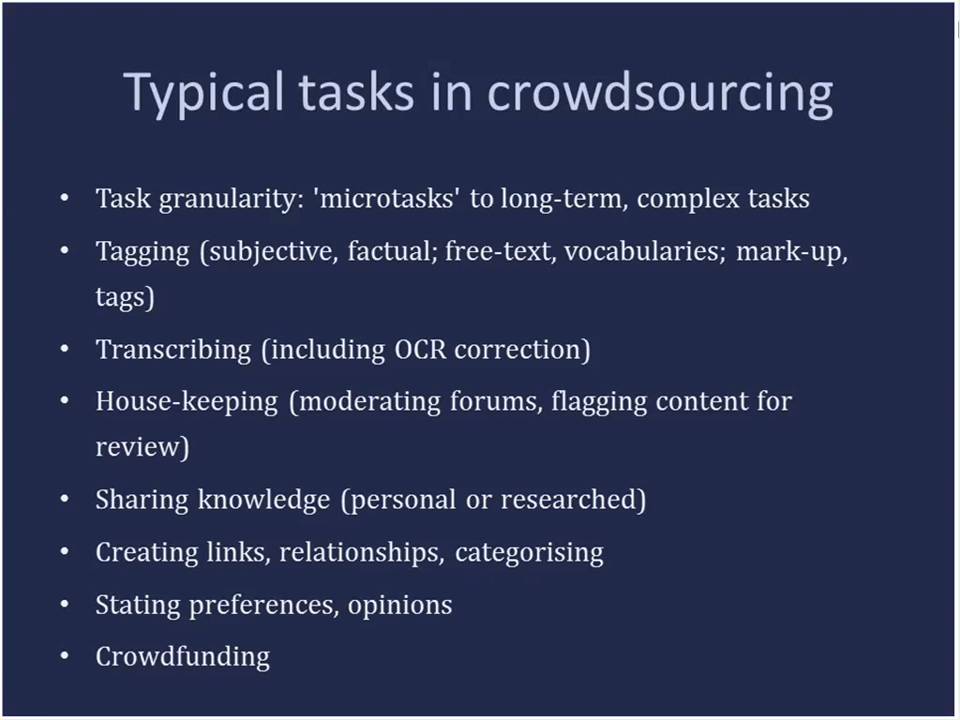 Typical tasks in crowdsourcing
• Task granularity: 'microtasks' to long-term, complex tasks
• Tagging (subjective, factual; free-text, vocabularies; mark-up,
tags)
• Transcribing (including OCR correction)
• House-keeping (moderating forums, flagging content for
review)
• Sharing knowledge (personal or researched)
• Creating links, relationships, categorising
• Stating preferences, opinions
• Crowdfunding